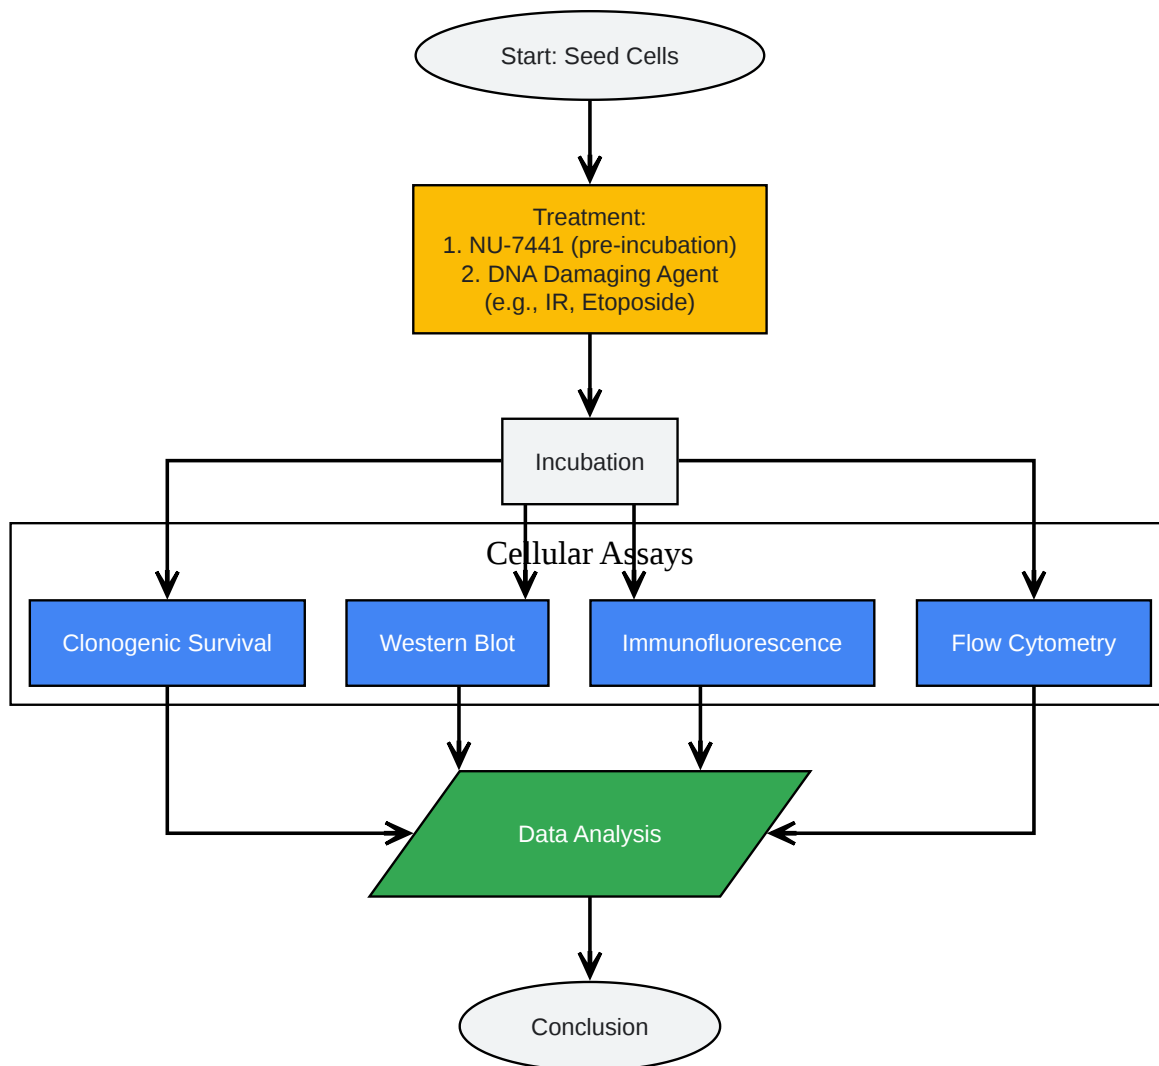 Start: Seed Cells
Treatment:
1. NU-7441 (pre-incubation)
2. DNA Damaging Agent
(e.g., IR, Etoposide)
Incubation
Cellular Assays
Clonogenic Survival
Western Blot
Immunofluorescence
Flow Cytometry
Data Analysis
Conclusion